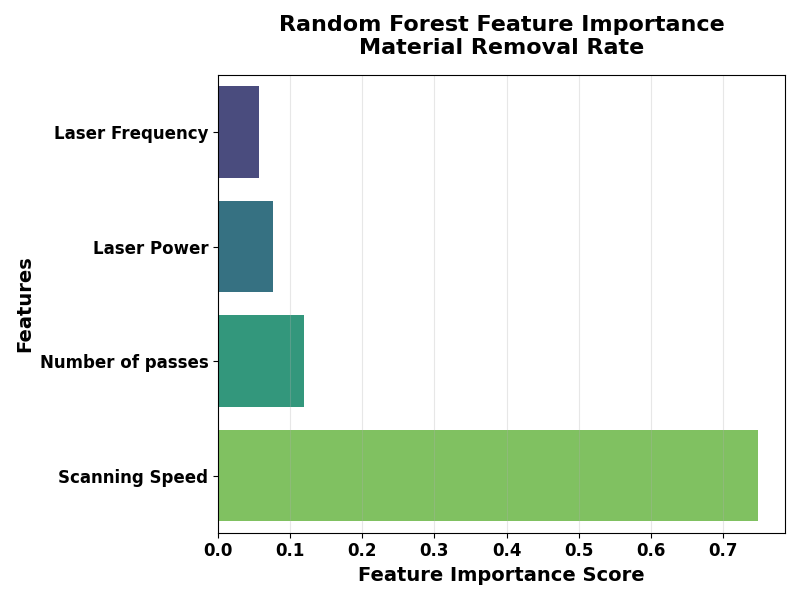 Random Forest Feature Importance
Material Removal Rate
Features
Laser Frequency
Laser Power
Number of passes
Scanning Speed
0.0 0.1 0.2 0.3 0.4 0.5 0.6 0.7
Feature Importance Score